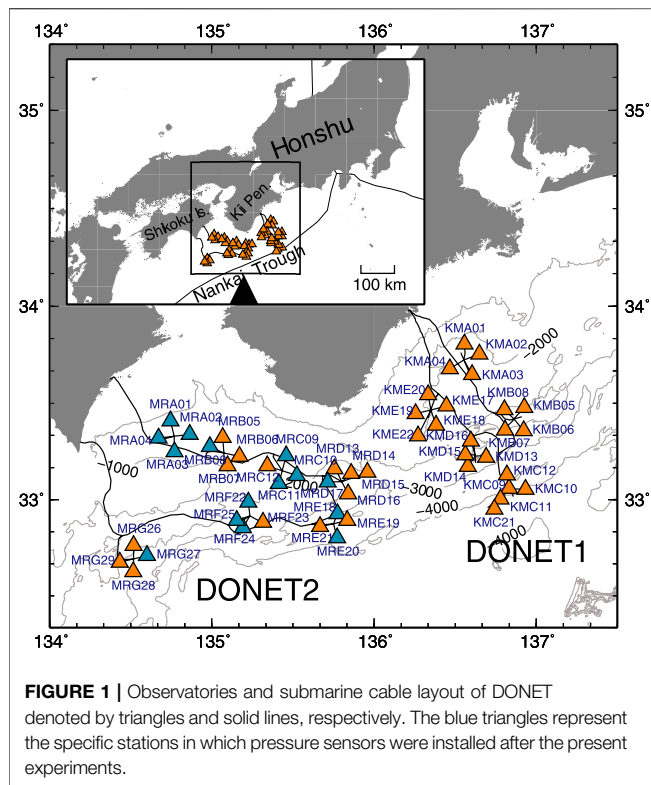 134˚ 135˚ 136˚ 137˚
35˚ 35˚
Honshu
Kii Pen.
Shikoku Is.
Nankai Trough
100 km
34˚ 34˚
KMA01
KMA02
−2000
KMA04
KMA03
KME20
KMB08
KME17
KMB05
KME19
MRA01
KME18
MRA02
MRB05
KMB06
KME22
KMD16
KMB07
MRA04
MRB06
MRC09
MRD13
KMD15
KMD13
MRA03
MRB08
MRC10
MRD14
−1000
MRB07
MRC12
KMD14
KMC12
MRD15
−3000
KMC09
KMC10
MRF22
MRC11
−2000
MRD17
MRD16
33˚ 33˚
−4000
KMC11
MRF25
MRF23
MRE18
MRE19
KMC21
MRG26
MRF24
MRE21
−4000
MRG27
MRE20
DONET1
MRG29
MRG28
DONET2
134˚ 135˚ 136˚ 137˚
FIGURE 1 | Observatories and submarine cable layout of DONET
denoted by triangles and solid lines, respectively. The blue triangles represent
the specific stations in which pressure sensors were installed after the present
experiments.